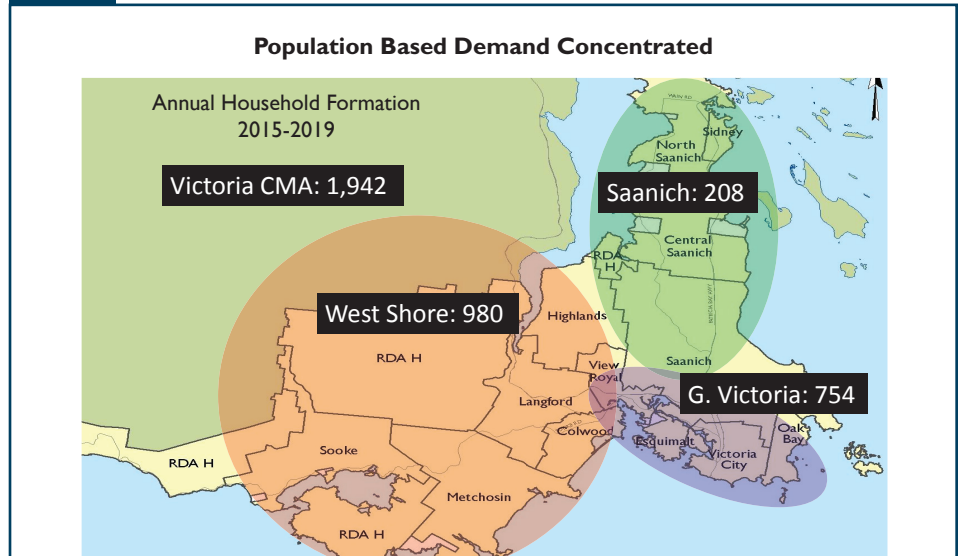 Population Based Demand Concentrated
Annual Household Formation
2015-2019
Victoria CMA: 1,942
Sidney
North
Saanich
Saanich: 208
Central
Saanich
RDA
H
West Shore: 980
Highlands
RDA H
Saanich
View
Royal
G. Victoria: 754
Langford
Colwood
Esquimalt
Oak
Bay
Victoria
City
Sooke
RDA H
Metchosin
RDA H